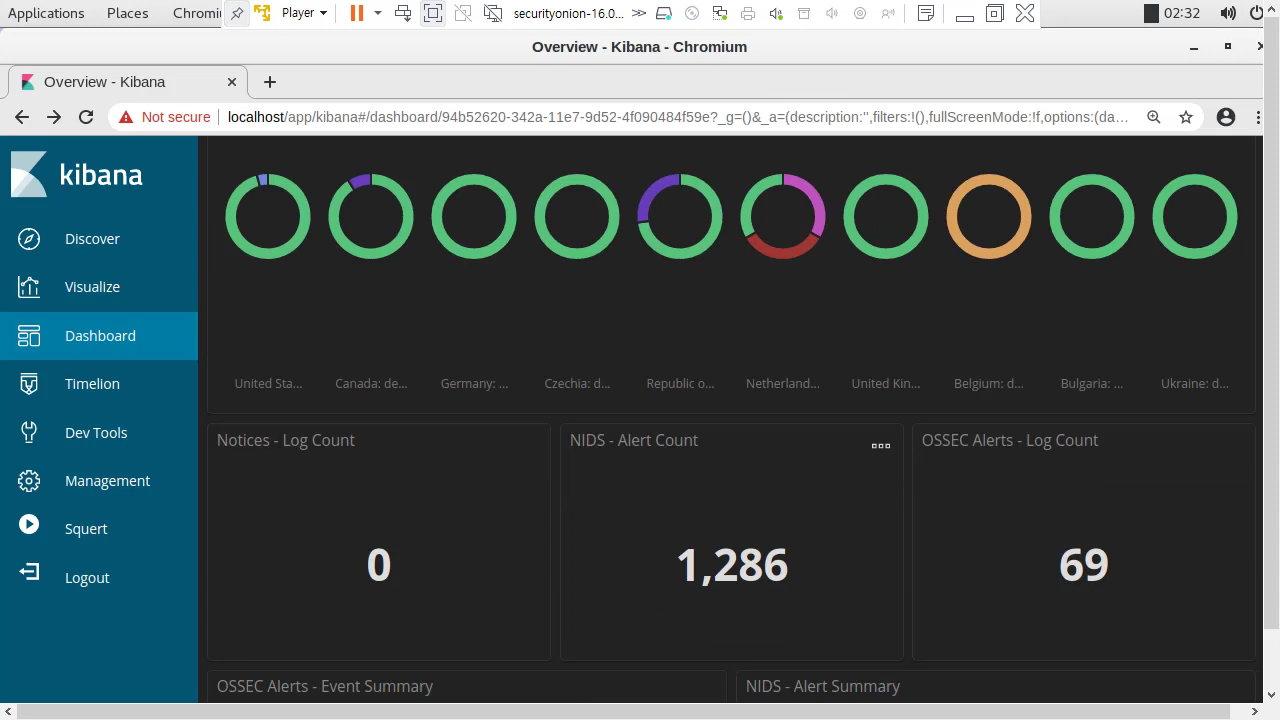 Applications Places Chromi Player securityonion-16.0... 02:32
Overview - Kibana - Chromium
Overview - Kibana
Not secure localhost/app/kibana#/dashboard/94b52620-342a-11e7-9d52-4f090484f59e?_g=()&_a=(description:'',filters:!(),fullScreenMode:!f,options:(da...
kibana
Discover
Visualize
Dashboard
Timelion
Dev Tools
Management
Squert
Logout
United Sta... Canada: de... Germany: ... Czechia: d... Republic o... Netherland... United Kin... Belgium: d... Bulgaria: ... Ukraine: d...
Notices - Log Count
0
NIDS - Alert Count
1,286
OSSEC Alerts - Log Count
69
OSSEC Alerts - Event Summary
NIDS - Alert Summary